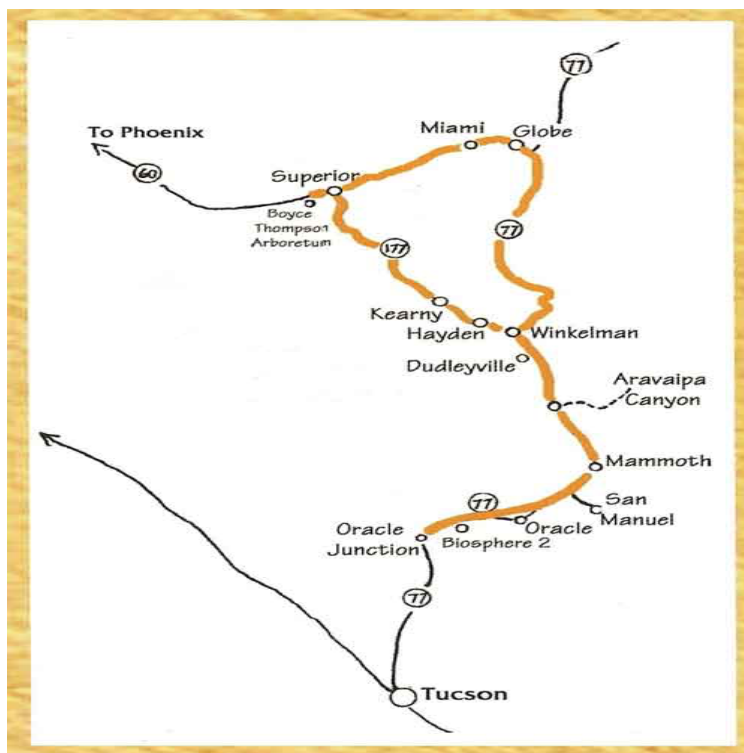 77
To Phoenix
Miami
Globe
60
Superior
Boyce
Thompson
Arboretum
77
177
Kearny
Hayden
Winkelman
Dudleyville
Aravaipa
Canyon
Mammoth
77
San
Manuel
Oracle
Oracle
Junction
Biosphere 2
77
Tucson